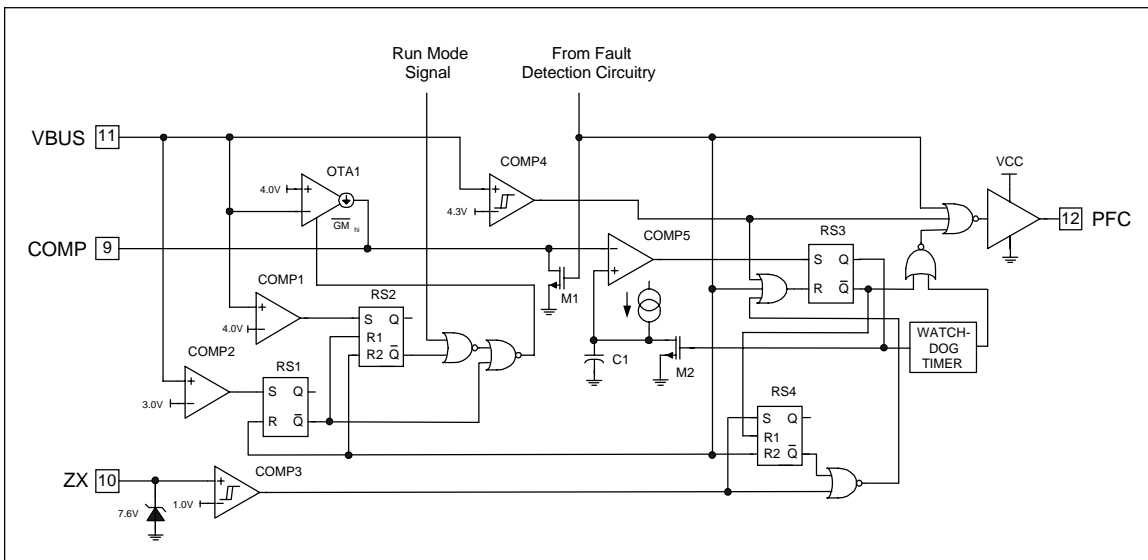 Run Mode
Signal
From Fault
Detection Circuitry
VBUS 11
VCC
COMP4
OTA1
4.0V
4.3V
GM hi
12 PFC
COMP 9
COMP5
RS3
S Q
R Q
M1
COMP1
RS2
S Q
R1
R2 Q
4.0V
WATCH-
DOG
TIMER
COMP2
C1
M2
RS1
S Q
R Q
3.0V
RS4
S Q
R1
R2 Q
ZX 10
COMP3
1.0V
7.6V